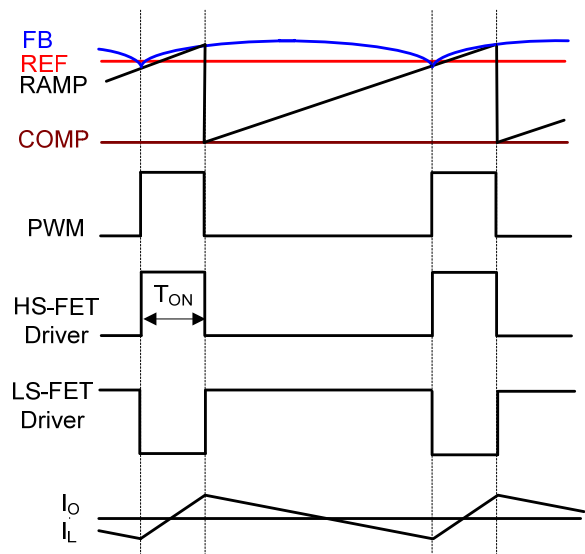 FB
REF
RAMP
COMP
PWM
HS-FET
Driver
TON
LS-FET
Driver
IO
IL